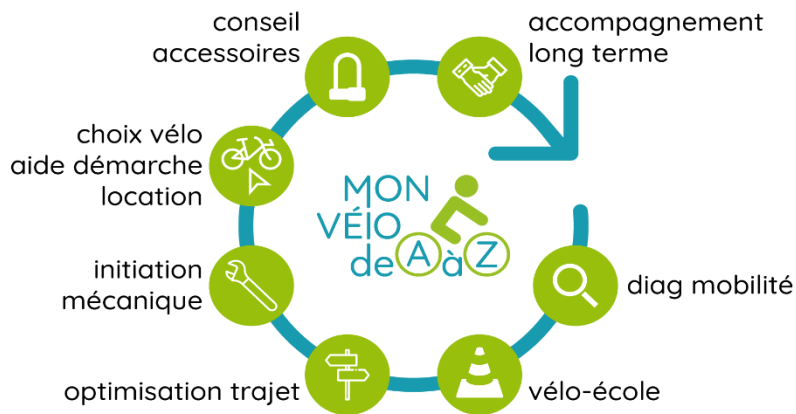 conseil
accessoires
accompagnement
long terme
choix vélo
aide démarche
location
MON
VÉlO
de A à Z
initiation
mécanique
diag mobilité
optimisation trajet
vélo-école